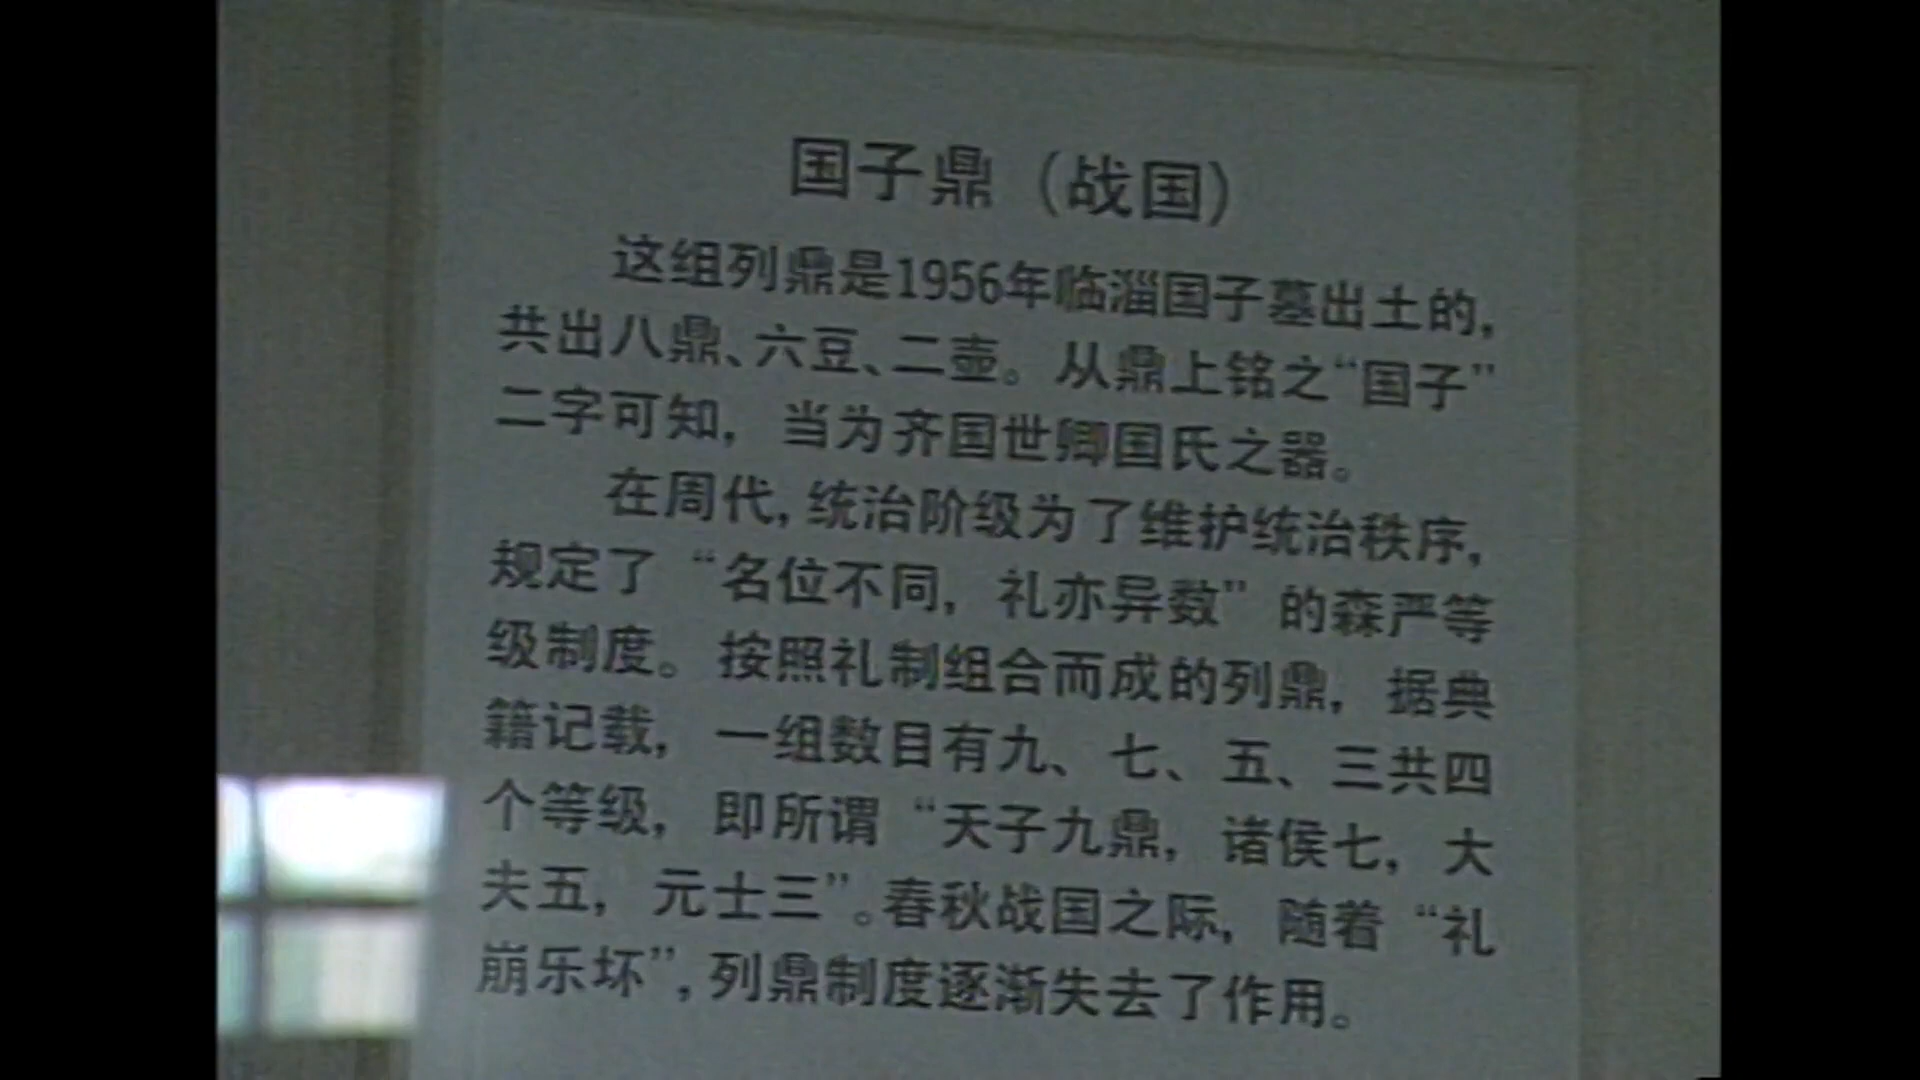 国子鼎（战国）
这组列鼎是1956年临淄国子墓出土的，
共出八鼎、六豆、二壶。从鼎上铭之“国子”
二字可知，当为齐国世卿国氏之器。
在周代，统治阶级为了维护统治秩序，
规定了“名位不同，礼亦异数”的森严等
级制度。按照礼制组合而成的列鼎，据典
籍记载，一组数目有九、七、五、三共四
个等级，即所谓“天子九鼎，诸侯七，大
夫五，元士三”。春秋战国之际，随着“礼
崩乐坏”，列鼎制度逐渐失去了作用。